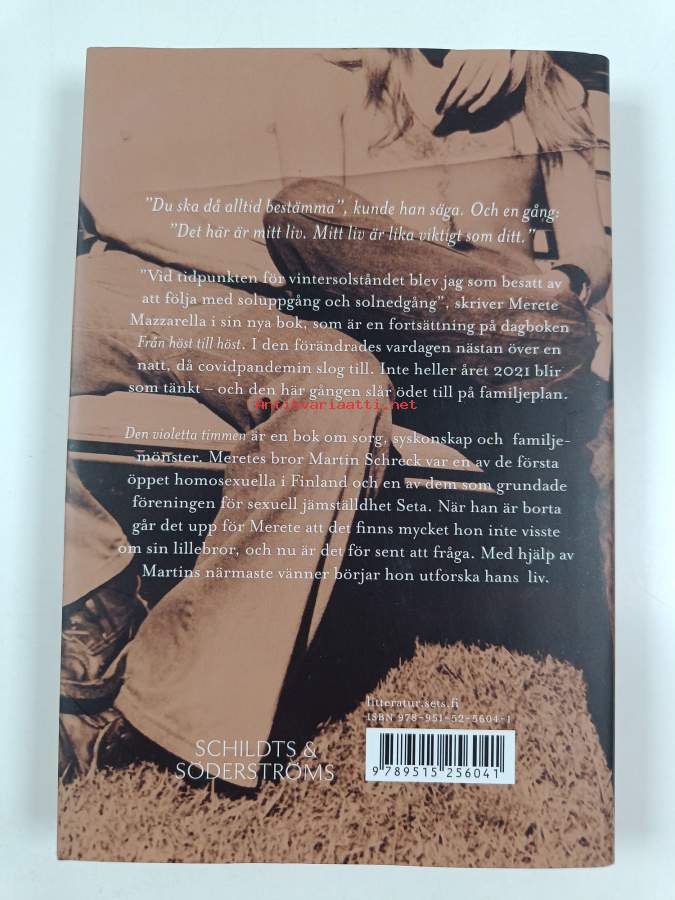 "Du ska då alltid bestämma", kunde han säga. Och en gång:
"Det här är mitt liv. Mitt liv är lika viktigt som ditt."
"Vid tidpunkten för vintersolståndet blev jag som besatt av
att följa med soluppgång och solnedgång", skriver Merete
Mazzarella i sin nya bok, som är en fortsättning på dagboken
Från höst till höst. I den förändrades vardagen nästan över en
natt, då covidpandemin slog till. Inte heller året 2021 blir
som tänkt – och den här gången slår ödet till på familjeplan.
antikvariaatti.net
Den violetta timmen är en bok om sorg, syskonskap och familje-
mönster. Meretes bror Martin Schreck var en av de första
öppet homosexuella i Finland och en av dem som grundade
föreningen för sexuell jämställdhet Seta. När han är borta
går det upp för Merete att det finns mycket hon inte visste
om sin lillebror, och nu är det för sent att fråga. Med hjälp av
Martins närmaste vänner börjar hon utforska hans liv.
litteratur.sets.fi
ISBN 978-951-52-5604-1
SCHILDTS &
SÖDERSTRÖMS
9 789515 256041